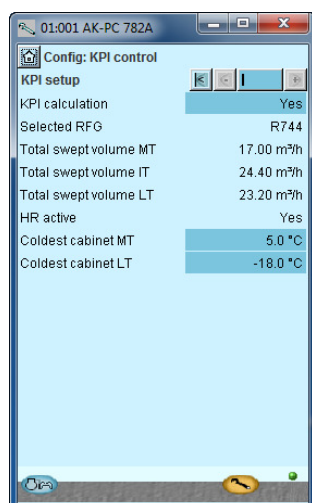 01:001 AK-PC 782A
Config: KPI control
KPI setup
KPI calculation Yes
Selected RFG R744
Total swept volume MT 17.00 m³/h
Total swept volume IT 24.40 m³/h
Total swept volume LT 23.20 m³/h
HR active Yes
Coldest cabinet MT 5.0 °C
Coldest cabinet LT -18.0 °C